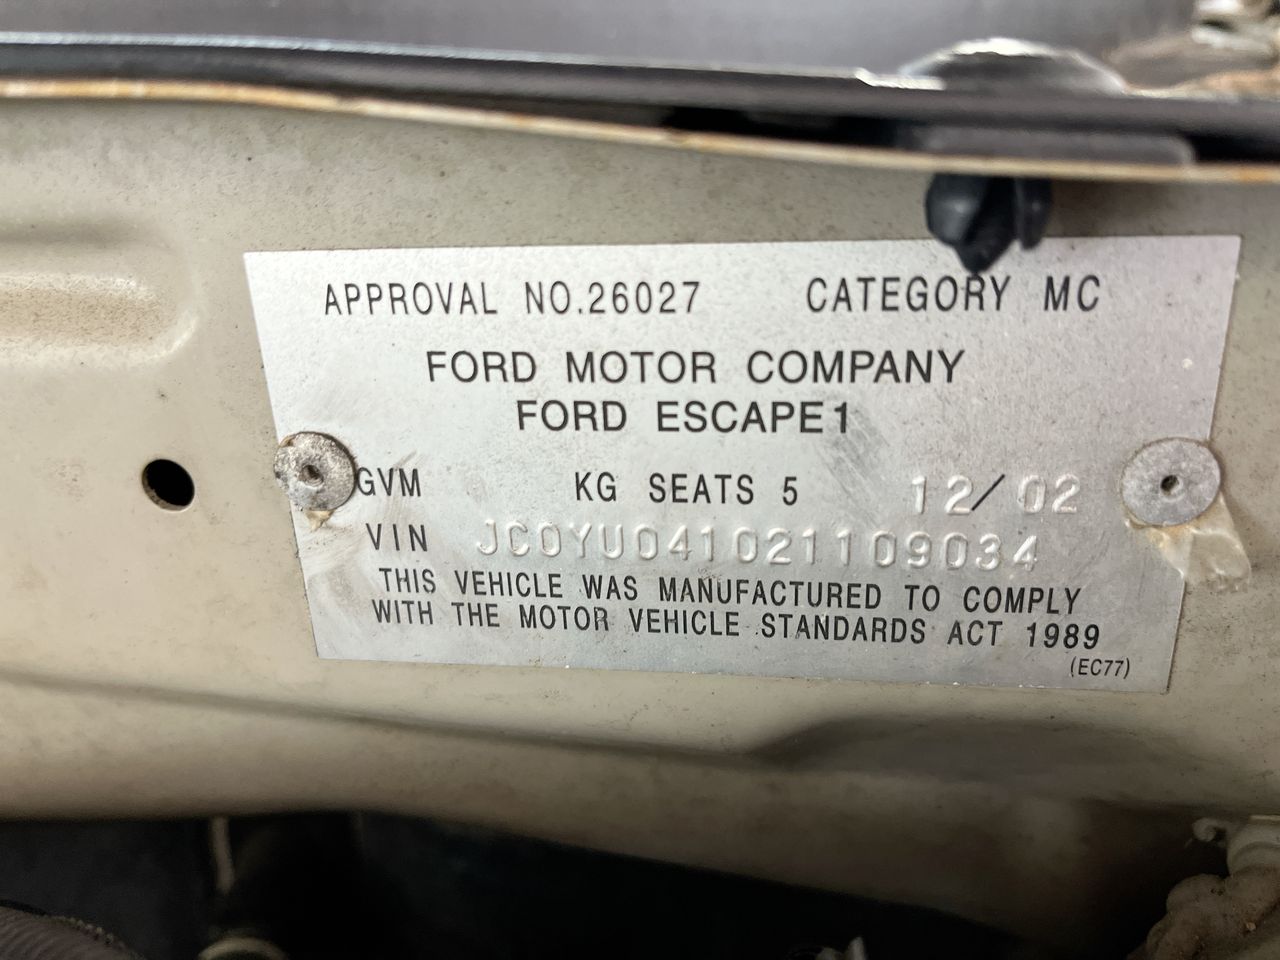 APPROVAL NO.26027 CATEGORY MC
FORD MOTOR COMPANY
FORD ESCAPE1
GVM KG SEATS 5 12/02
VIN JC0YU041021109034
THIS VEHICLE WAS MANUFACTURED TO COMPLY
WITH THE MOTOR VEHICLE STANDARDS ACT 1989
(EC77)